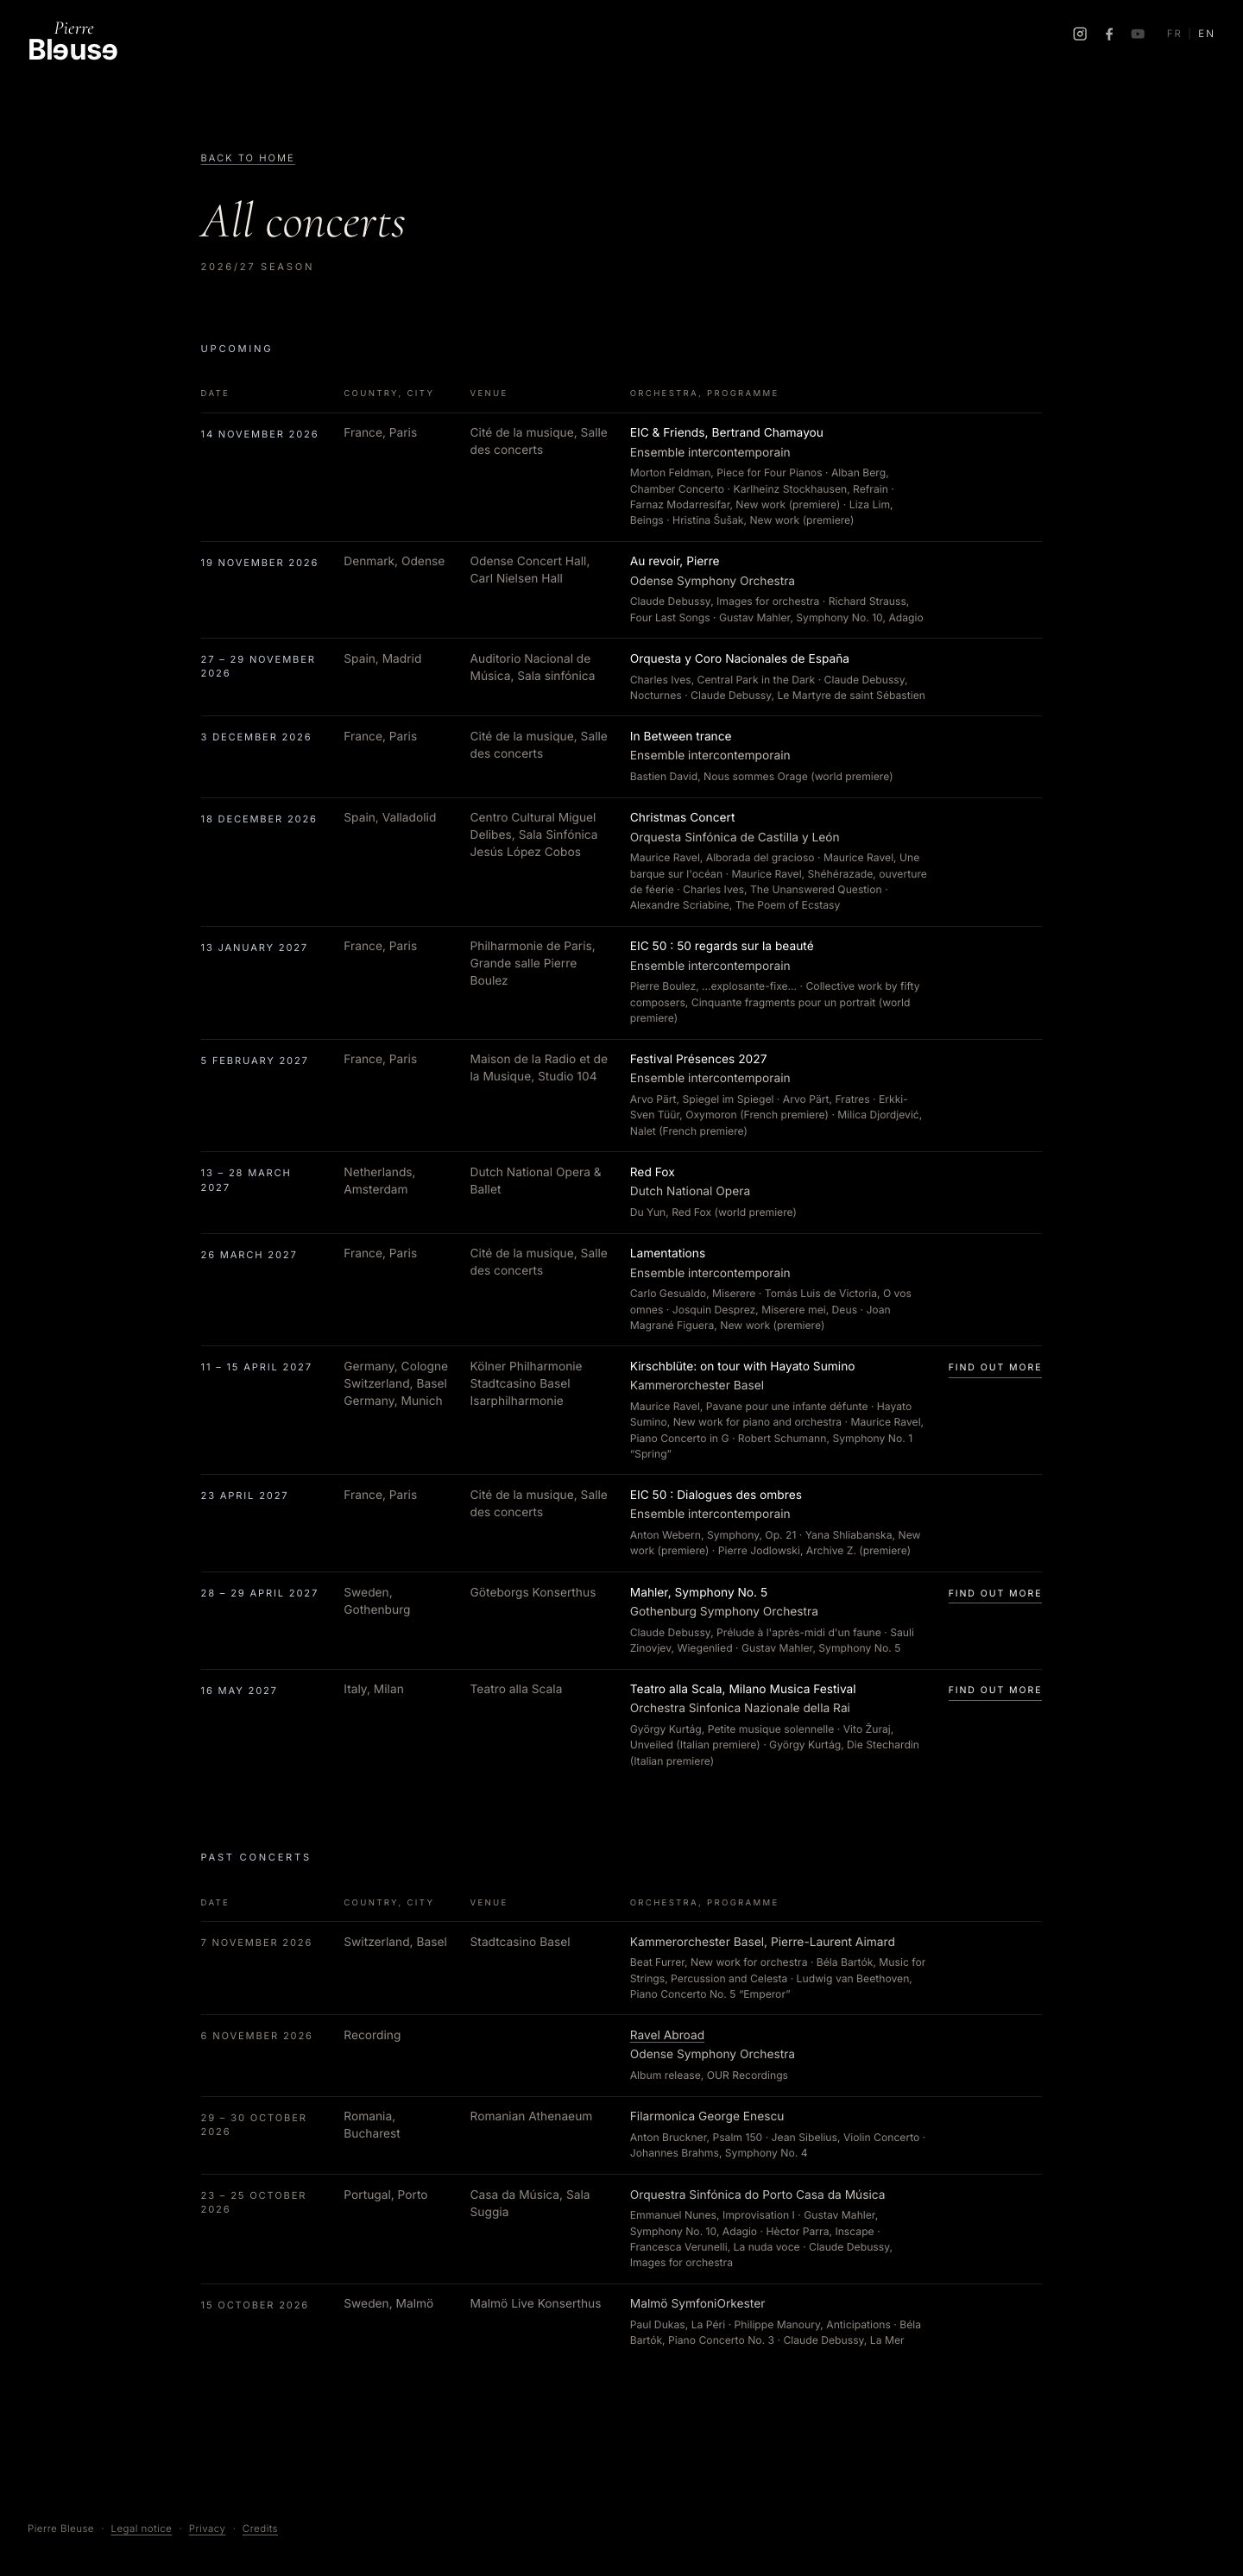 Pierre
Bleuse
FR | EN
BACK TO HOME
All concerts
2026/27 SEASON
UPCOMING
DATE COUNTRY, CITY VENUE ORCHESTRA, PROGRAMME
14 NOVEMBER 2026
France, Paris
Cité de la musique, Salle
des concerts
EIC & Friends, Bertrand Chamayou
Ensemble intercontemporain
Morton Feldman, Piece for Four Pianos · Alban Berg,
Chamber Concerto · Karlheinz Stockhausen, Refrain ·
Farnaz Modarresifar, New work (premiere) · Liza Lim,
Beings · Hristina Šušak, New work (premiere)
19 NOVEMBER 2026
Denmark, Odense
Odense Concert Hall,
Carl Nielsen Hall
Au revoir, Pierre
Odense Symphony Orchestra
Claude Debussy, Images for orchestra · Richard Strauss,
Four Last Songs · Gustav Mahler, Symphony No. 10, Adagio
27 – 29 NOVEMBER
2026
Spain, Madrid
Auditorio Nacional de
Música, Sala sinfónica
Orquesta y Coro Nacionales de España
Charles Ives, Central Park in the Dark · Claude Debussy,
Nocturnes · Claude Debussy, Le Martyre de saint Sébastien
3 DECEMBER 2026
France, Paris
Cité de la musique, Salle
des concerts
In Between trance
Ensemble intercontemporain
Bastien David, Nous sommes Orage (world premiere)
18 DECEMBER 2026
Spain, Valladolid
Centro Cultural Miguel
Delibes, Sala Sinfónica
Jesús López Cobos
Christmas Concert
Orquesta Sinfónica de Castilla y León
Maurice Ravel, Alborada del gracioso · Maurice Ravel, Une
barque sur l'océan · Maurice Ravel, Shéhérazade, ouverture
de féerie · Charles Ives, The Unanswered Question ·
Alexandre Scriabine, The Poem of Ecstasy
13 JANUARY 2027
France, Paris
Philharmonie de Paris,
Grande salle Pierre
Boulez
EIC 50 : 50 regards sur la beauté
Ensemble intercontemporain
Pierre Boulez, …explosante-fixe… · Collective work by fifty
composers, Cinquante fragments pour un portrait (world
premiere)
5 FEBRUARY 2027
France, Paris
Maison de la Radio et de
la Musique, Studio 104
Festival Présences 2027
Ensemble intercontemporain
Arvo Pärt, Spiegel im Spiegel · Arvo Pärt, Fratres · Erkki-
Sven Tüür, Oxymoron (French premiere) · Milica Djordjević,
Nalet (French premiere)
13 – 28 MARCH
2027
Netherlands,
Amsterdam
Dutch National Opera &
Ballet
Red Fox
Dutch National Opera
Du Yun, Red Fox (world premiere)
26 MARCH 2027
France, Paris
Cité de la musique, Salle
des concerts
Lamentations
Ensemble intercontemporain
Carlo Gesualdo, Miserere · Tomás Luis de Victoria, O vos
omnes · Josquin Desprez, Miserere mei, Deus · Joan
Magrané Figuera, New work (premiere)
11 – 15 APRIL 2027
Germany, Cologne
Switzerland, Basel
Germany, Munich
Kölner Philharmonie
Stadtcasino Basel
Isarphilharmonie
Kirschblüte: on tour with Hayato Sumino
Kammerorchester Basel
Maurice Ravel, Pavane pour une infante défunte · Hayato
Sumino, New work for piano and orchestra · Maurice Ravel,
Piano Concerto in G · Robert Schumann, Symphony No. 1
“Spring”
FIND OUT MORE
23 APRIL 2027
France, Paris
Cité de la musique, Salle
des concerts
EIC 50 : Dialogues des ombres
Ensemble intercontemporain
Anton Webern, Symphony, Op. 21 · Yana Shliabanska, New
work (premiere) · Pierre Jodlowski, Archive Z. (premiere)
28 – 29 APRIL 2027
Sweden,
Gothenburg
Göteborgs Konserthus
Mahler, Symphony No. 5
Gothenburg Symphony Orchestra
Claude Debussy, Prélude à l'après-midi d'un faune · Sauli
Zinovjev, Wiegenlied · Gustav Mahler, Symphony No. 5
FIND OUT MORE
16 MAY 2027
Italy, Milan
Teatro alla Scala
Teatro alla Scala, Milano Musica Festival
Orchestra Sinfonica Nazionale della Rai
György Kurtág, Petite musique solennelle · Vito Žuraj,
Unveiled (Italian premiere) · György Kurtág, Die Stechardin
(Italian premiere)
FIND OUT MORE
PAST CONCERTS
DATE COUNTRY, CITY VENUE ORCHESTRA, PROGRAMME
7 NOVEMBER 2026
Switzerland, Basel
Stadtcasino Basel
Kammerorchester Basel, Pierre-Laurent Aimard
Beat Furrer, New work for orchestra · Béla Bartók, Music for
Strings, Percussion and Celesta · Ludwig van Beethoven,
Piano Concerto No. 5 “Emperor”
6 NOVEMBER 2026
Recording
Ravel Abroad
Odense Symphony Orchestra
Album release, OUR Recordings
29 – 30 OCTOBER
2026
Romania,
Bucharest
Romanian Athenaeum
Filarmonica George Enescu
Anton Bruckner, Psalm 150 · Jean Sibelius, Violin Concerto ·
Johannes Brahms, Symphony No. 4
23 – 25 OCTOBER
2026
Portugal, Porto
Casa da Música, Sala
Suggia
Orquestra Sinfónica do Porto Casa da Música
Emmanuel Nunes, Improvisation I · Gustav Mahler,
Symphony No. 10, Adagio · Hèctor Parra, Inscape ·
Francesca Verunelli, La nuda voce · Claude Debussy,
Images for orchestra
15 OCTOBER 2026
Sweden, Malmö
Malmö Live Konserthus
Malmö SymfoniOrkester
Paul Dukas, La Péri · Philippe Manoury, Anticipations · Béla
Bartók, Piano Concerto No. 3 · Claude Debussy, La Mer
Pierre Bleuse · Legal notice · Privacy · Credits